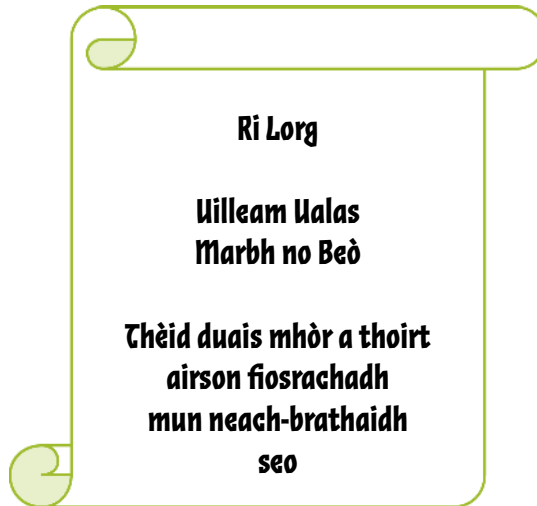 Ri Lorg
Uilleam Ualas
Marbh no Beò
Thèid duais mhòr a thoirt
airson fiosrachadh
mun neach-brathaidh
seo